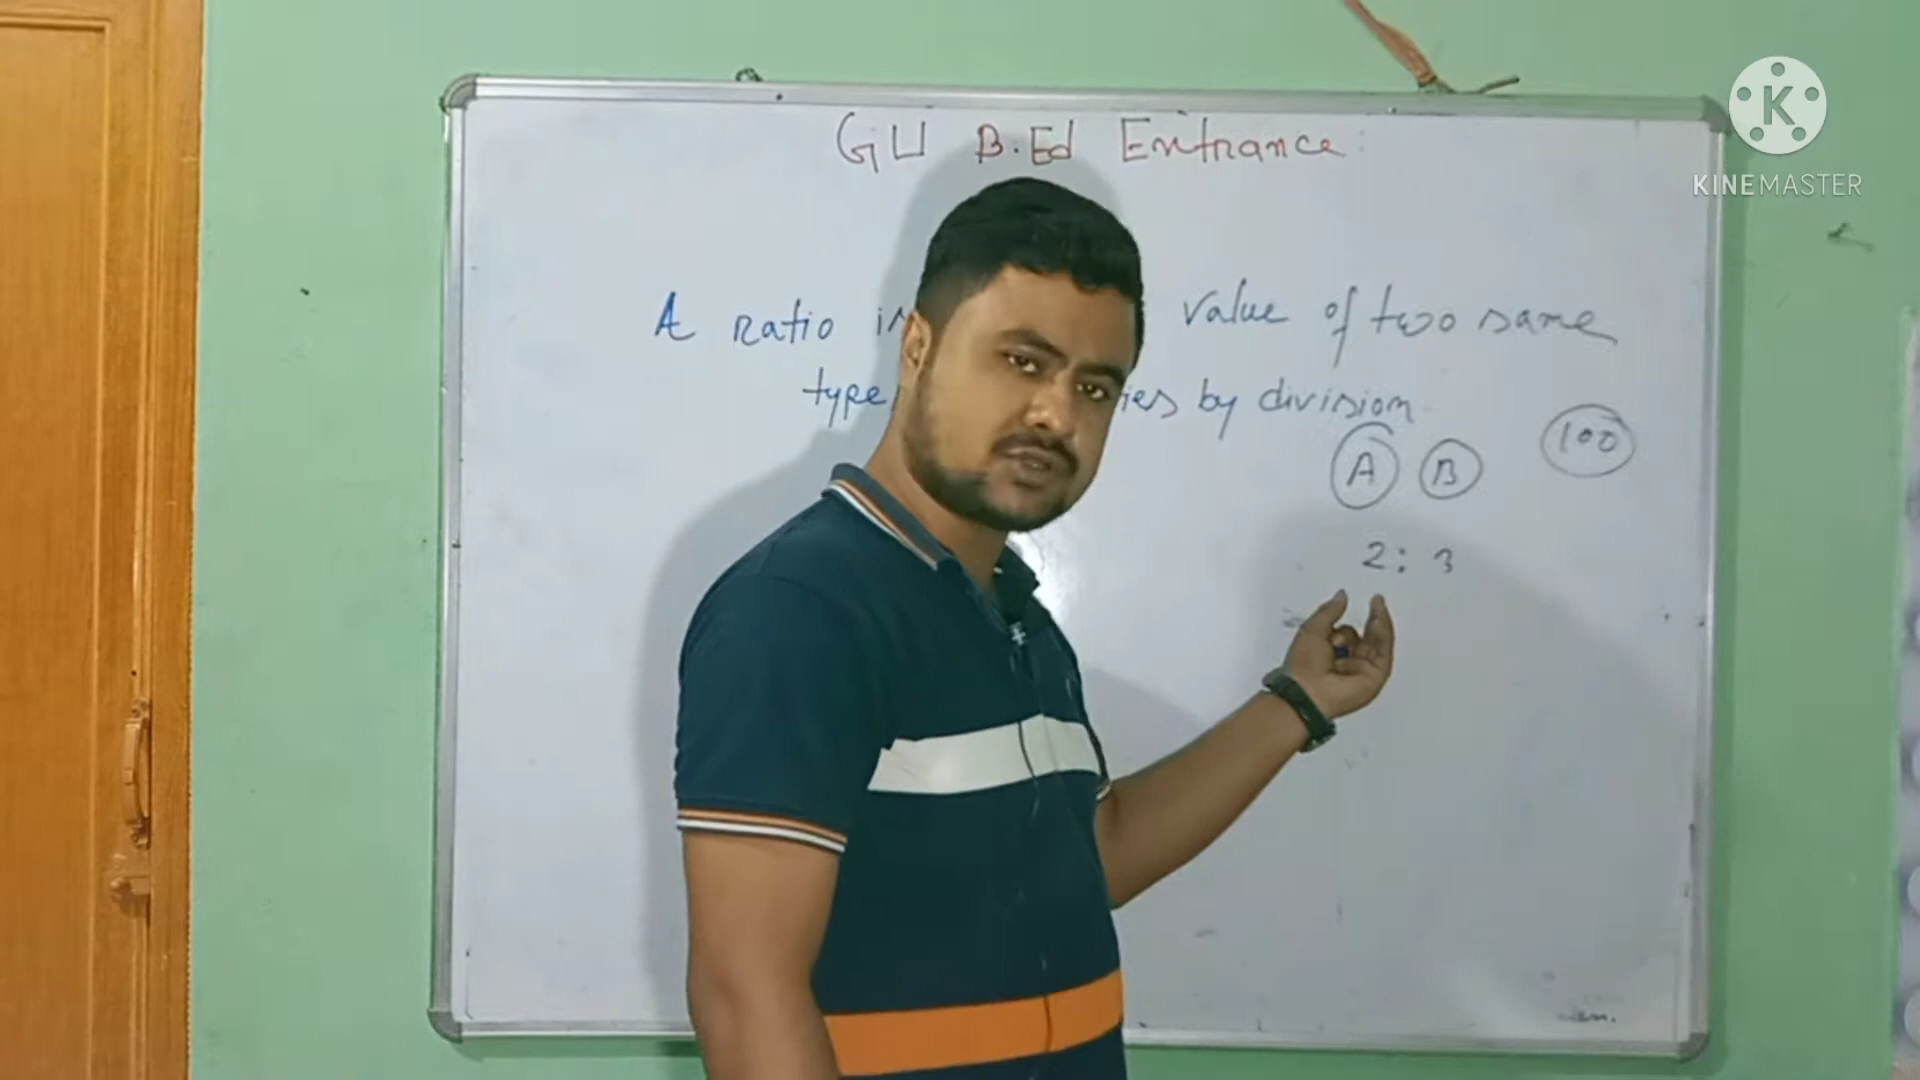 GU B.Ed Entrance:
KINEMASTER
A ratio value of two same
type by division
A B 100
2 : 3